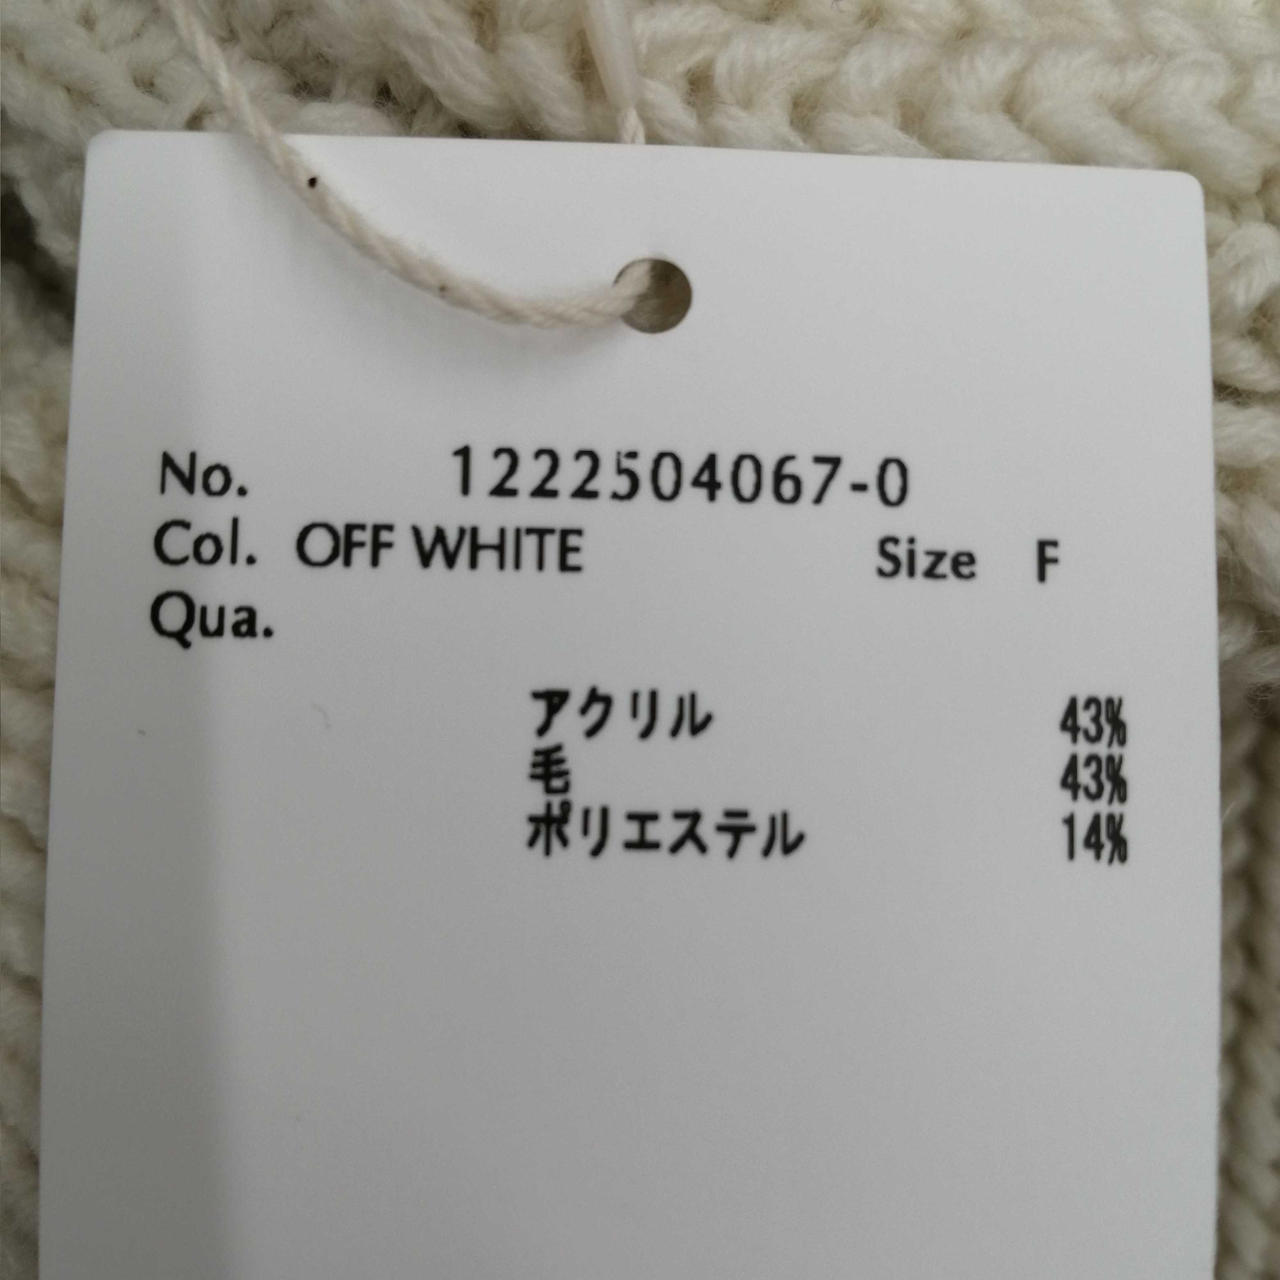 No. 1222504067-0
Col. OFF WHITE Size F
Qua.
アクリル 43%
毛 43%
ポリエステル 14%